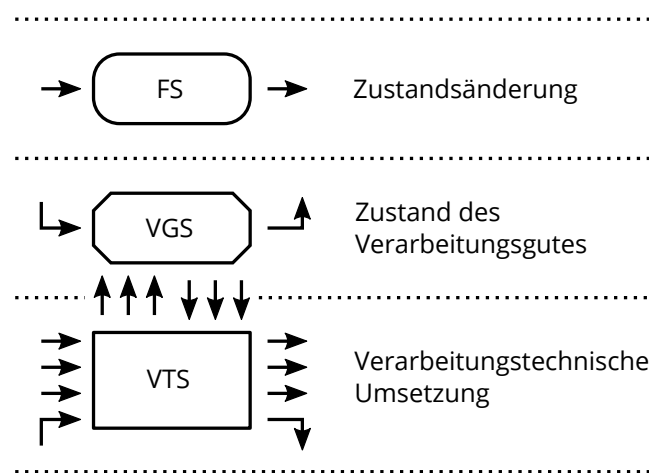 FS
Zustandsänderung
VGS
Zustand des
Verarbeitungsgutes
VTS
Verarbeitungstechnische
Umsetzung